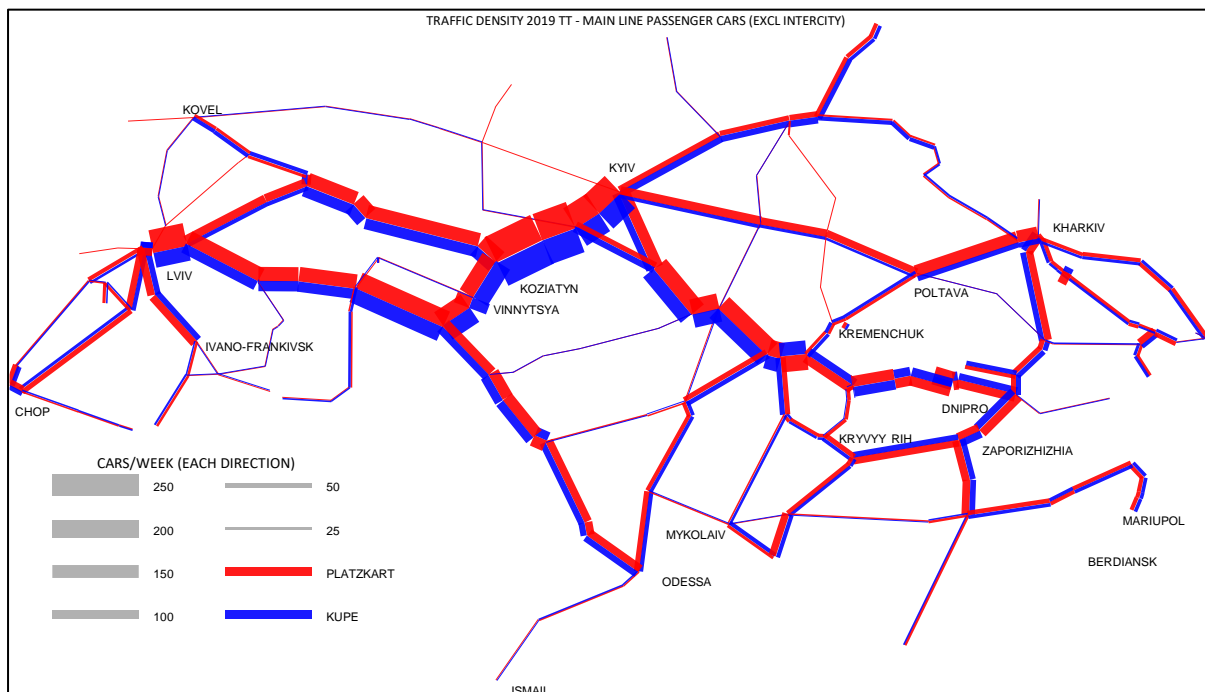 TRAFFIC DENSITY 2019 TT - MAIN LINE PASSENGER CARS (EXCL INTERCITY)
KOVEL
KYIV
KHARKIV
LVIV
KOZIATYN
POLTAVA
VINNYTSYA
KREMENCHUK
IVANO-FRANKIVSK
CHOP
DNIPRO
KRYVYY RIH
ZAPORIZHIZHIA
CARS/WEEK (EACH DIRECTION)
250
50
200
25
150
PLATZKART
100
KUPE
MYKOLAIV
MARIUPOL
BERDIANSK
ODESSA
ISMAIL